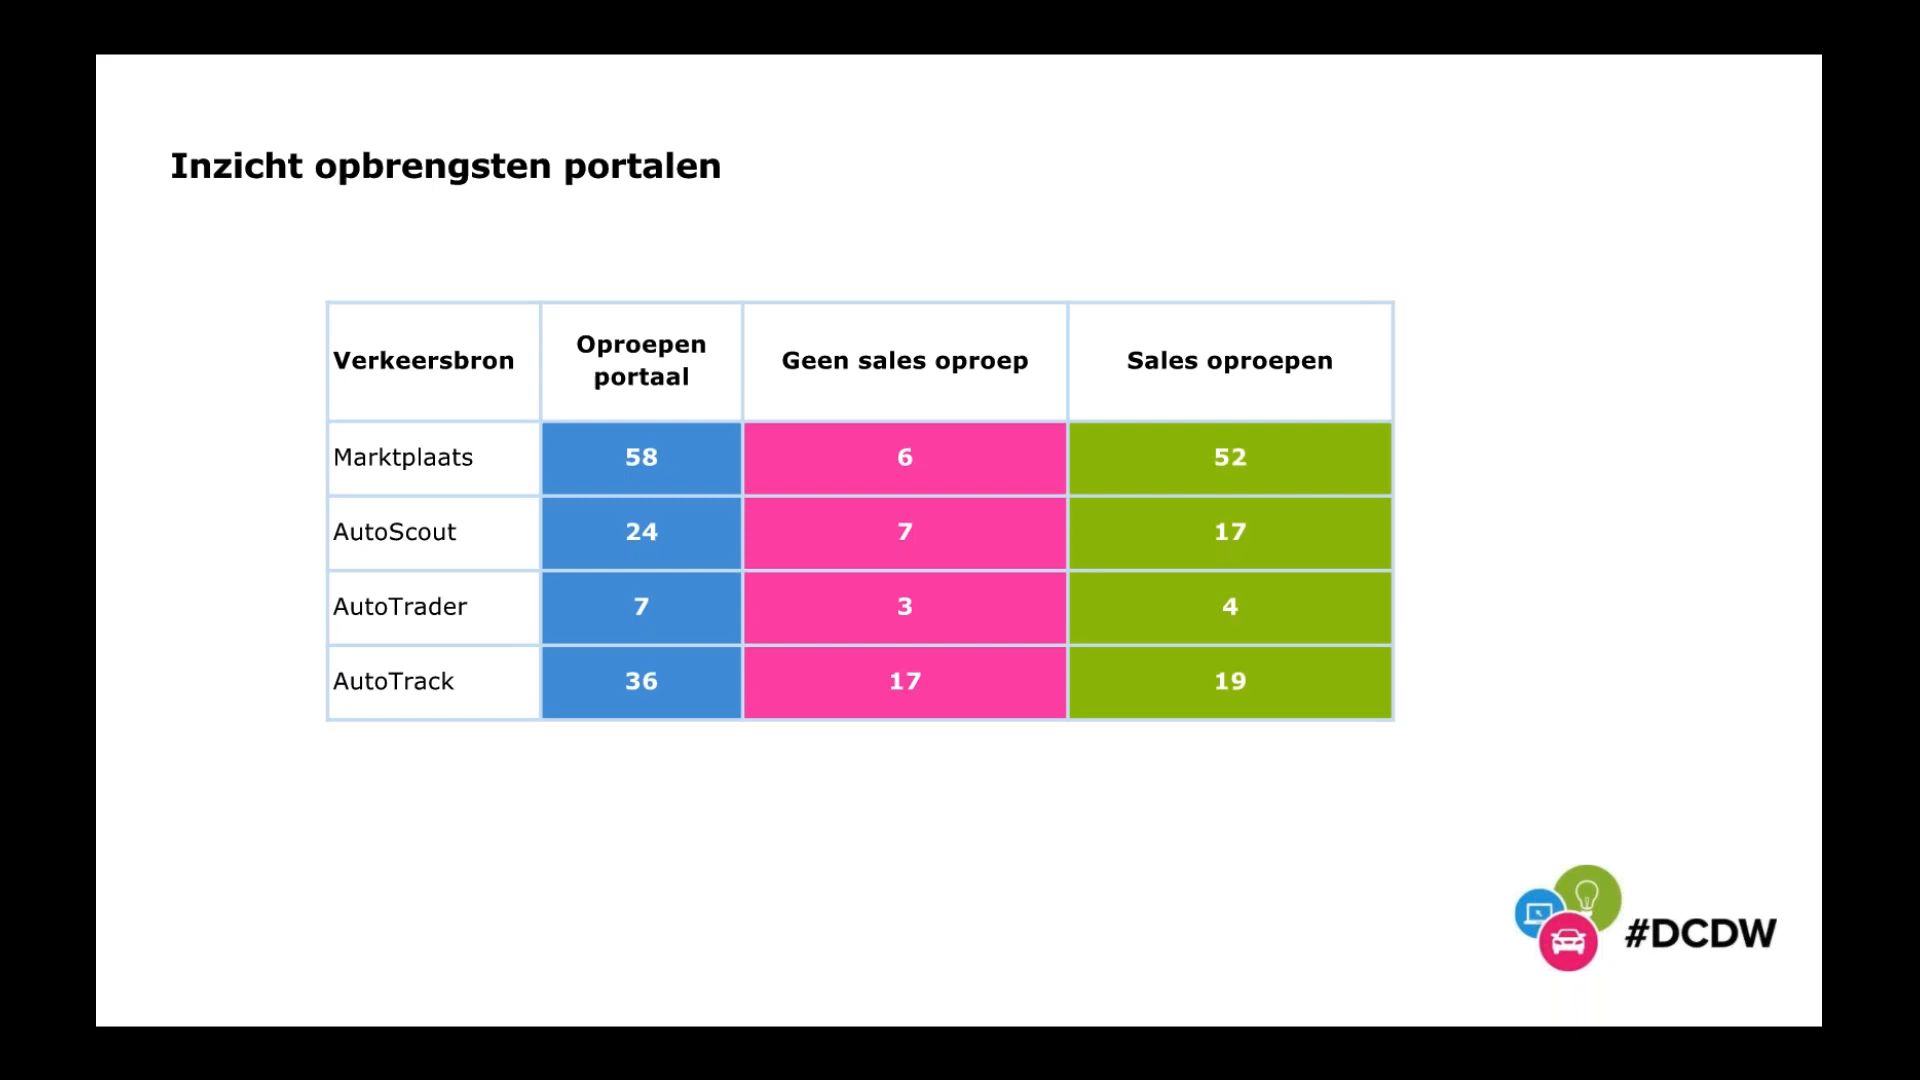 Inzicht opbrengsten portalen
Verkeersbron
Oproepen
portaal
Geen sales oproep
Sales oproepen
Marktplaats 58 6 52
AutoScout 24 7 17
AutoTrader 7 3 4
AutoTrack 36 17 19
#DCDW